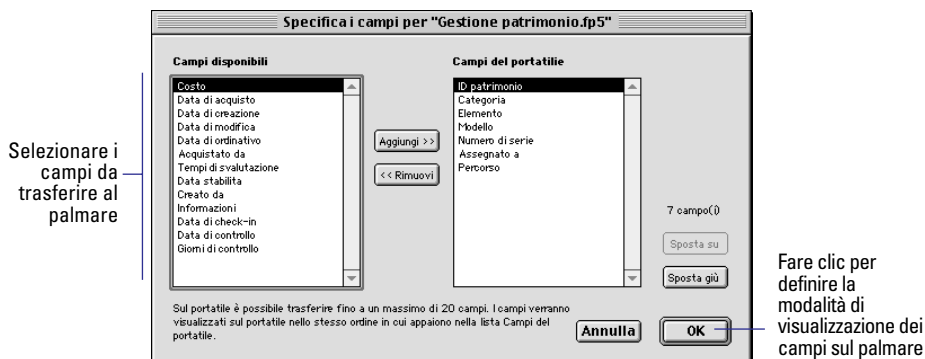 Specifica i campi per "Gestione patrimonio.fp5"
Campi disponibili
Costo
Data di acquisto
Data di creazione
Data di modifica
Data di ordinativo
Acquistato da
Tempi di svalutazione
Data stabilita
Creato da
Informazioni
Data di check-in
Data di controllo
Giorni di controllo
Aggiungi >>
<< Rimuovi
Campi del portatilie
ID patrimonio
Categoria
Elemento
Modello
Numero di serie
Assegnato a
Percorso
7 campo(i)
Sposta su
Sposta giù
Sul portatile è possibile trasferire fino a un massimo di 20 campi. I campi verranno
visualizzati sul portatile nello stesso ordine in cui appaiono nella lista Campi del
portatile.
Annulla
OK
Selezionare i
campi da
trasferire al
palmare
Fare clic per
definire la
modalità di
visualizzazione dei
campi sul palmare